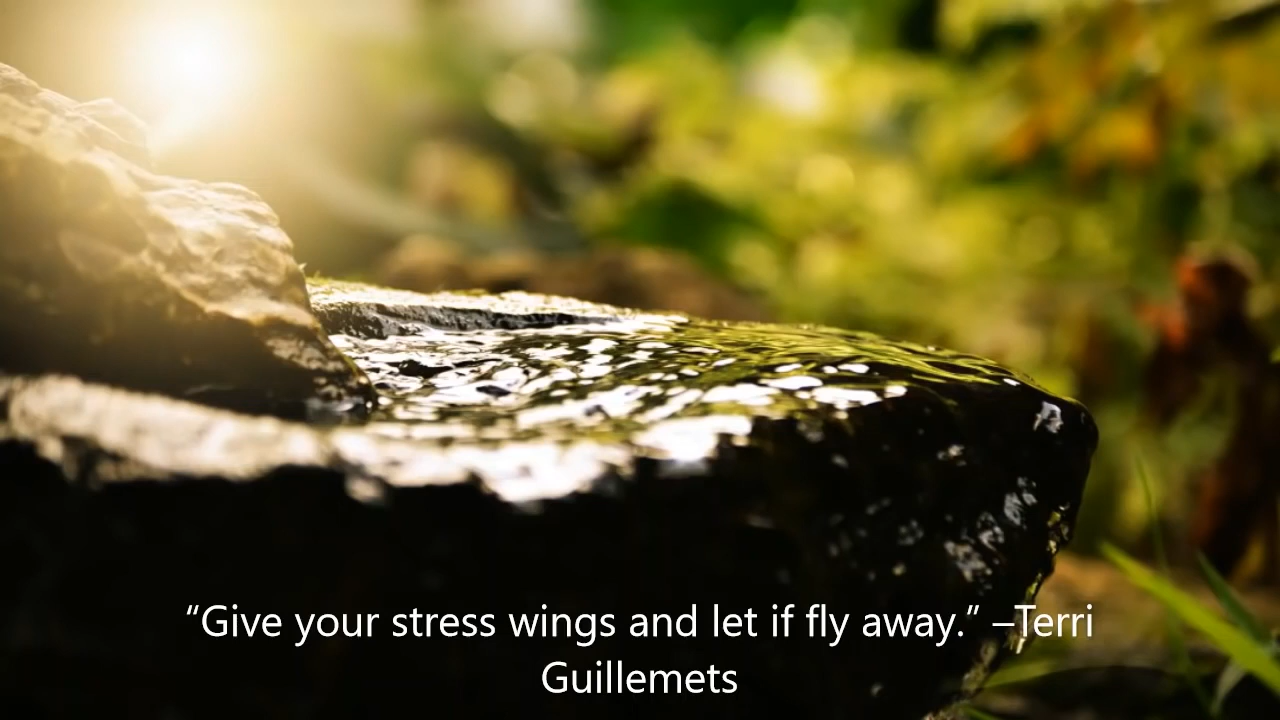 “Give your stress wings and let if fly away.” –Terri
Guillemets